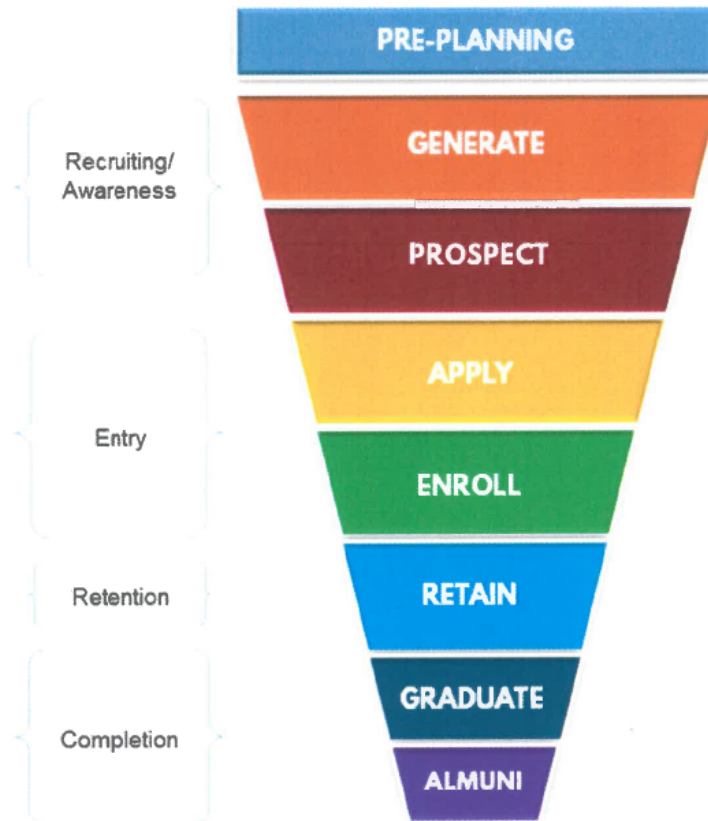 PRE-PLANNING
Recruiting/
Awareness
GENERATE
PROSPECT
Entry
APPLY
ENROLL
Retention
RETAIN
Completion
GRADUATE
ALMUNI